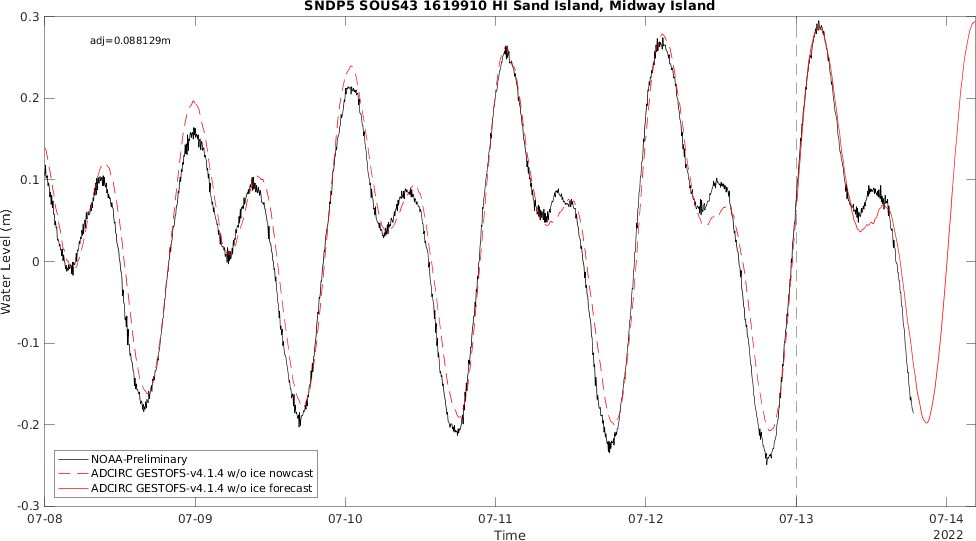 SNDP5 SOUS43 1619910 HI Sand Island, Midway Island
adj=0.088129m
0.3
0.2
0.1
0
-0.1
-0.2
-0.3
Water Level (m)
NOAA-Preliminary
ADCIRC GESTOFS-v4.1.4 w/o ice nowcast
ADCIRC GESTOFS-v4.1.4 w/o ice forecast
07-08 07-09 07-10 07-11 07-12 07-13 07-14
Time
2022